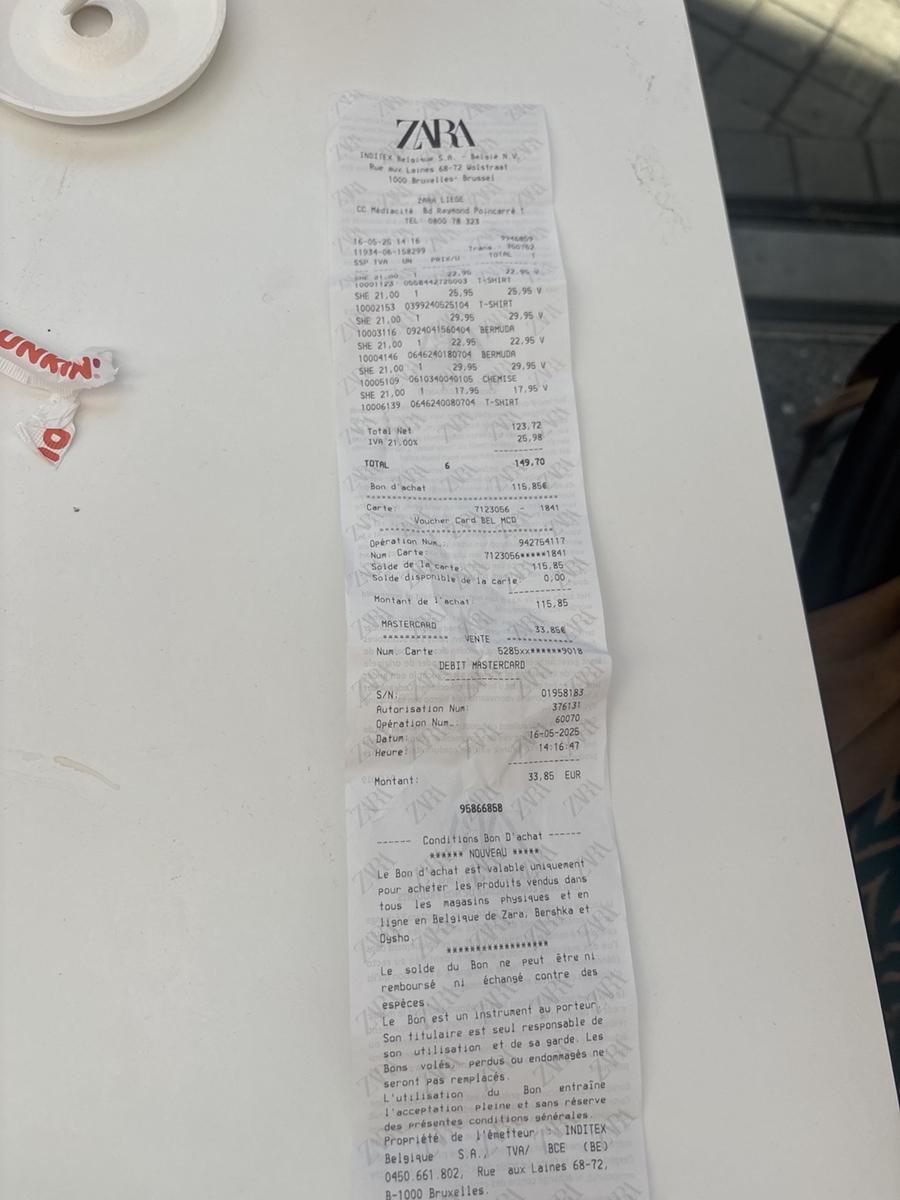 ZARA
INDITEX Belgique S.A. - Belgie N.V.
Rue aux Laines 68-72 Wolstraat
1000 Bruxelles- Brussel
ZARA LIEGE
CC Médiacité Bd Raymond Poincarré 1
TEL: 0800 78 323
16-05-25 14:16
11934-06-158299 Trans.:
SSP IVA UN PRIX/U TOTAL
SHE 21,00 1 22,95 22,95 V
10001123 0558442725003 T-SHIRT
SHE 21,00 1 25,95 25,95 V
10002153 0399240525104 T-SHIRT
SHE 21,00 1 29,95 29,95 V
10003116 0924041560404 BERMUDA
SHE 21,00 1 22,95 22,95 V
10004146 0646240180704 BERMUDA
SHE 21,00 1 29,95 29,95 V
10005109 0610340040105 CHEMISE
SHE 21,00 1 17,95 17,95 V
10006139 0646240080704 T-SHIRT
Total Net 123,72
IVA 21,00% 25,98
TOTAL 6 149,70
Bon d'achat 115,85€
Carte: 7123056 - 1841
Voucher Card BEL MCD
Opération Num.: 942754117
Num. Carte: 7123056*****1841
Solde de la carte: 115,85
Solde disponible de la carte: 0,00
Montant de l'achat: 115,85
MASTERCARD 33,85€
************ VENTE ************
Num. Carte: 5285xx******9018
DEBIT MASTERCARD
S/N: 01958183
Autorisation Num: 376131
Opération Num.: 60070
Datum: 16-05-2025
Heure: 14:16:47
Montant: 33,85 EUR
95866858
------ Conditions Bon D'achat ------
****** NOUVEAU *****
Le Bon d'achat est valable uniquement
pour acheter les produits vendus dans
tous les magasins physiques et en
ligne en Belgique de Zara, Bershka et
Oysho.
******************
Le solde du Bon ne peut être ni
remboursé ni échangé contre des
espèces.
Le Bon est un instrument au porteur.
Son titulaire est seul responsable de
son utilisation et de sa garde. Les
Bons volés, perdus ou endommagés ne
seront pas remplacés.
L'utilisation du Bon entraîne
l'acceptation pleine et sans réserve
des présentes conditions générales.
Propriété de l'émetteur : INDITEX
Belgique S.A., TVA/ BCE (BE)
0450.661.802, Rue aux Laines 68-72,
B-1000 Bruxelles.
UNKIN'